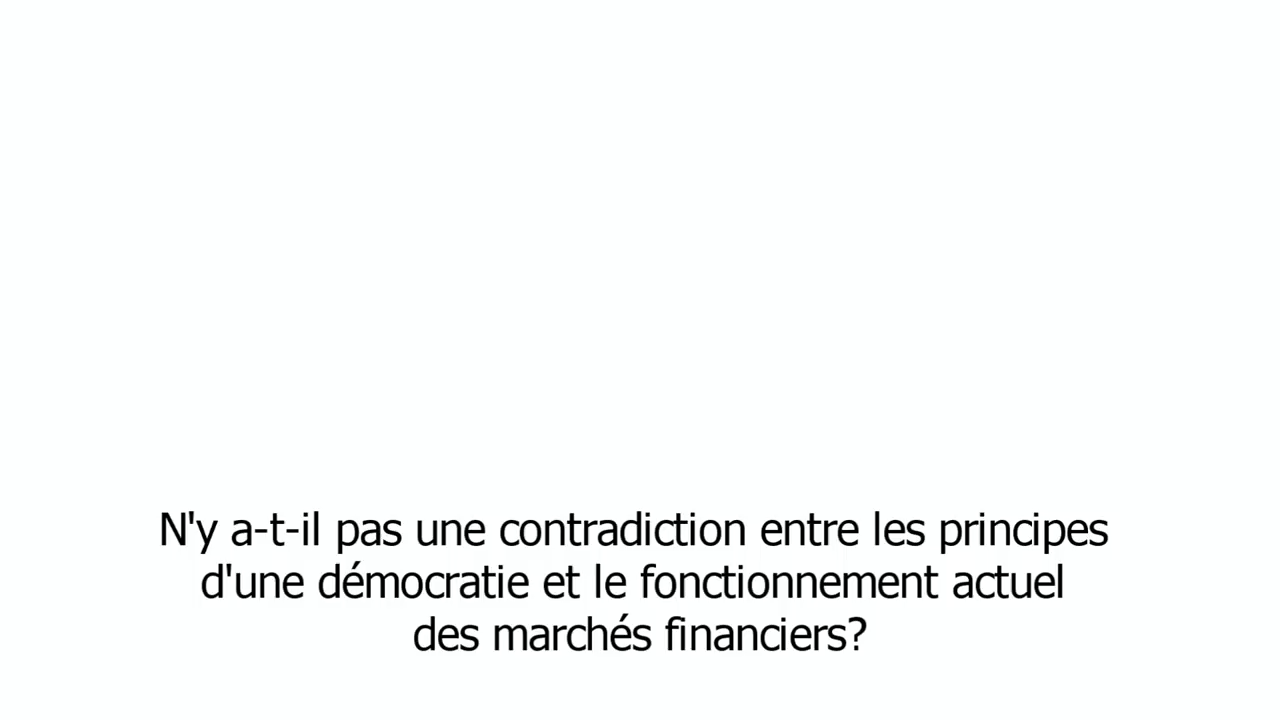 N'y a-t-il pas une contradiction entre les principes
d'une démocratie et le fonctionnement actuel
des marchés financiers?